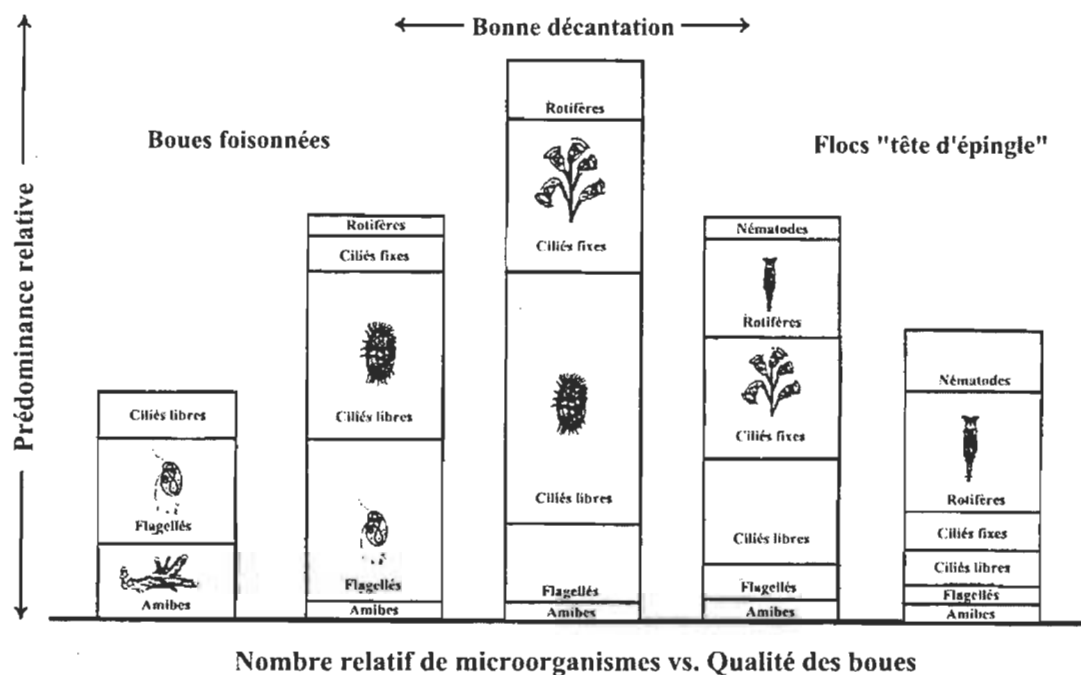 Bonne décantation
Boues foisonnées
Flocs "tête d'épingle"
Prédominance relative
Ciliés libres
Flagellés
Amibes
Rotifères
Ciliés fixes
Ciliés libres
Flagellés
Amibes
Rotifères
Ciliés fixes
Ciliés libres
Flagellés
Amibes
Nématodes
Rotifères
Ciliés fixes
Ciliés libres
Flagellés
Amibes
Nématodes
Rotifères
Ciliés fixes
Ciliés libres
Flagellés
Amibes
Nombre relatif de microorganismes vs. Qualité des boues